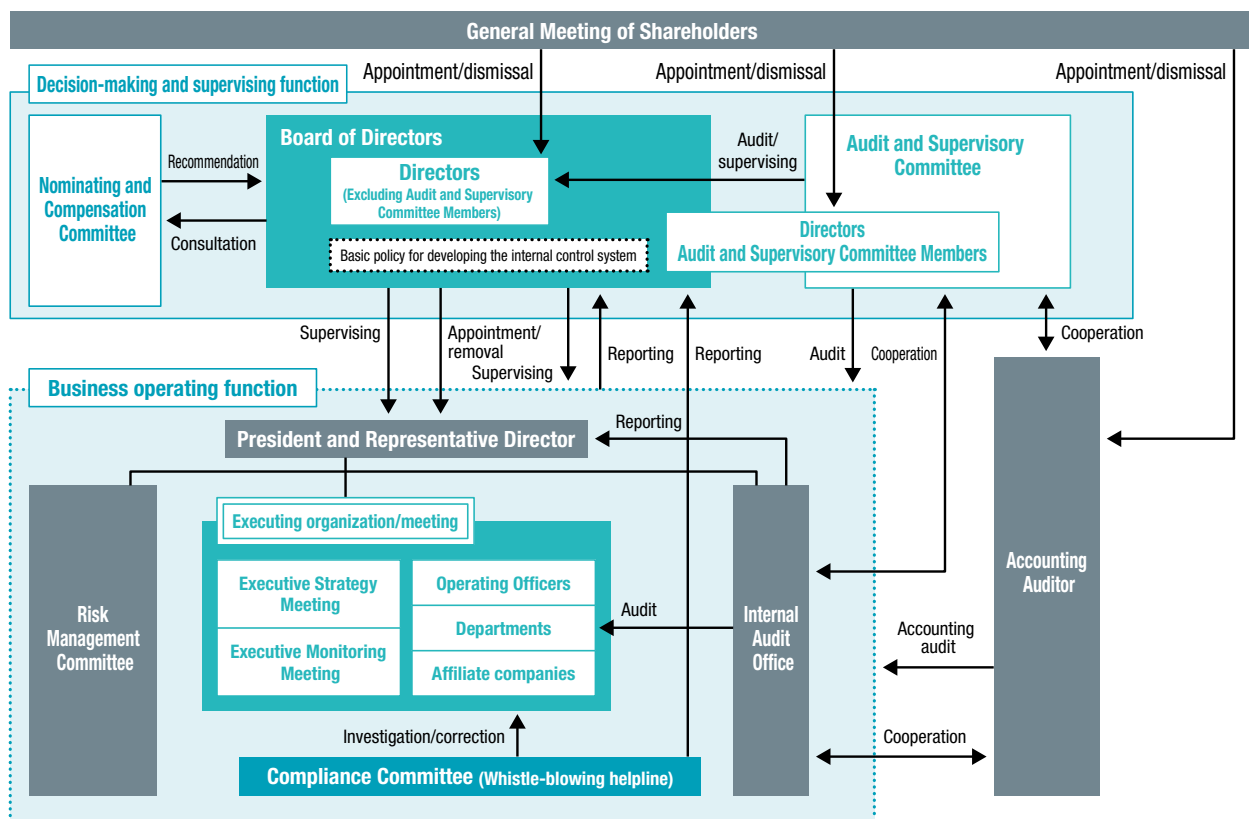 General Meeting of Shareholders
Appointment/dismissal
Appointment/dismissal
Appointment/dismissal
Decision-making and supervising function
Nominating and
Compensation
Committee
Recommendation
Consultation
Board of Directors
Directors
(Excluding Audit and Supervisory
Committee Members)
Basic policy for developing the internal control system
Audit/
supervising
Audit and Supervisory
Committee
Directors
Audit and Supervisory Committee Members
Supervising
Appointment/
removal
Supervising
Reporting
Reporting
Audit
Cooperation
Cooperation
Business operating function
President and Representative Director
Reporting
Risk
Management
Committee
Executing organization/meeting
Executive Strategy
Meeting
Executive Monitoring
Meeting
Operating Officers
Departments
Affiliate companies
Audit
Internal
Audit
Office
Accounting
Auditor
Accounting
audit
Cooperation
Investigation/correction
Compliance Committee (Whistle-blowing helpline)